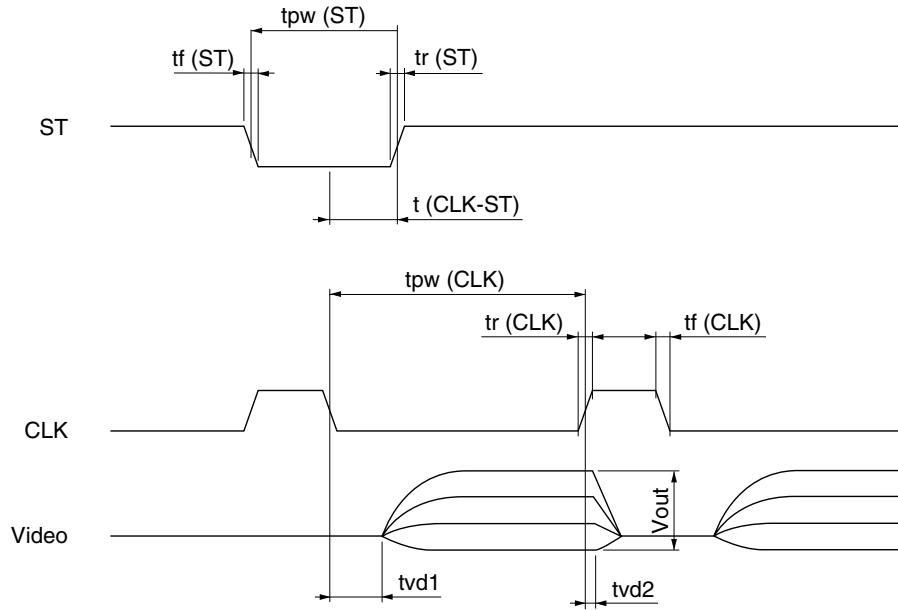 tpw (ST)
tf (ST)
tr (ST)
ST
t (CLK-ST)
tpw (CLK)
tr (CLK)
tf (CLK)
CLK
Vout
Video
tvd1
tvd2